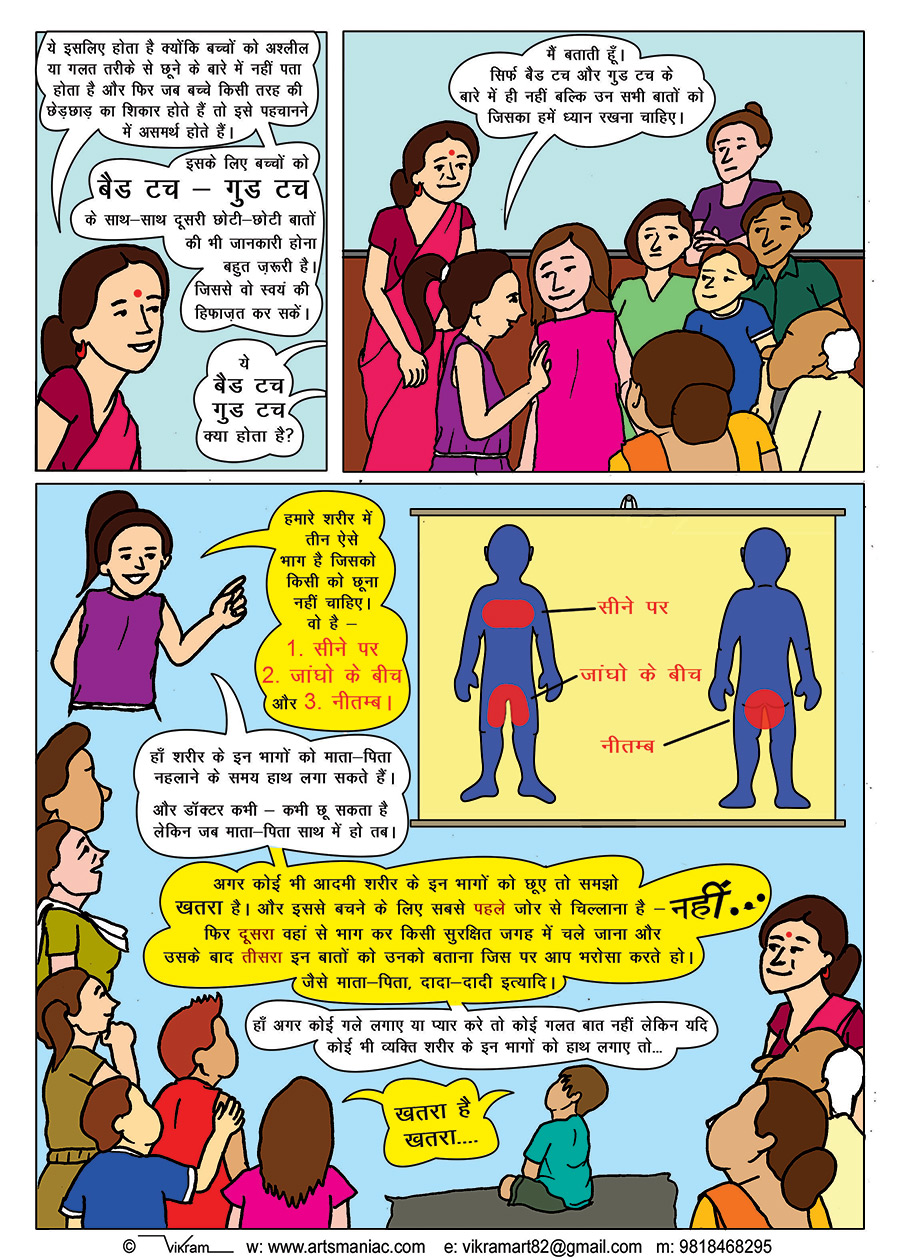 ये इसलिए होता है क्योंकि बच्चों को अश्लील
या गलत तरीके से छूने के बारे में नहीं पता
होता है और फिर जब बच्चे किसी तरह की
छेड़छाड़ का शिकार होते हैं तो इसे पहचानने
में असमर्थ होते हैं।
इसके लिए बच्चों को
बैड टच – गुड टच
के साथ–साथ दूसरी छोटी–छोटी बातों
की भी जानकारी होना
बहुत ज़रूरी है।
जिससे वो स्वयं की
हिफाज़त कर सकें।
ये
बैड टच
गुड टच
क्या होता है?
मैं बताती हूँ।
सिर्फ बैड टच और गुड टच के
बारे में ही नहीं बल्कि उन सभी बातों को
जिसका हमें ध्यान रखना चाहिए।
हमारे शरीर में
तीन ऐसे
भाग है जिसको
किसी को छूना
नहीं चाहिए।
वो है –
1. सीने पर
2. जांघो के बीच
और 3. नीतम्ब।
सीने पर
जांघो के बीच
नीतम्ब
हाँ शरीर के इन भागों को माता–पिता
नहलाने के समय हाथ लगा सकते हैं।
और डॉक्टर कभी – कभी छू सकता है
लेकिन जब माता–पिता साथ में हो तब।
अगर कोई भी आदमी शरीर के इन भागों को छूए तो समझो
खतरा है। और इससे बचने के लिए सबसे पहले जोर से चिल्लाना है – नहीं...
फिर दूसरा वहां से भाग कर किसी सुरक्षित जगह में चले जाना और
उसके बाद तीसरा इन बातों को उनको बताना जिस पर आप भरोसा करते हो।
जैसे माता–पिता, दादा–दादी इत्यादि।
हाँ अगर कोई गले लगाए या प्यार करे तो कोई गलत बात नहीं लेकिन यदि
कोई भी व्यक्ति शरीर के इन भागों को हाथ लगाए तो...
खतरा है
खतरा....
© Vikram w: www.artsmaniac.com e: vikramart82@gmail.com m: 9818468295